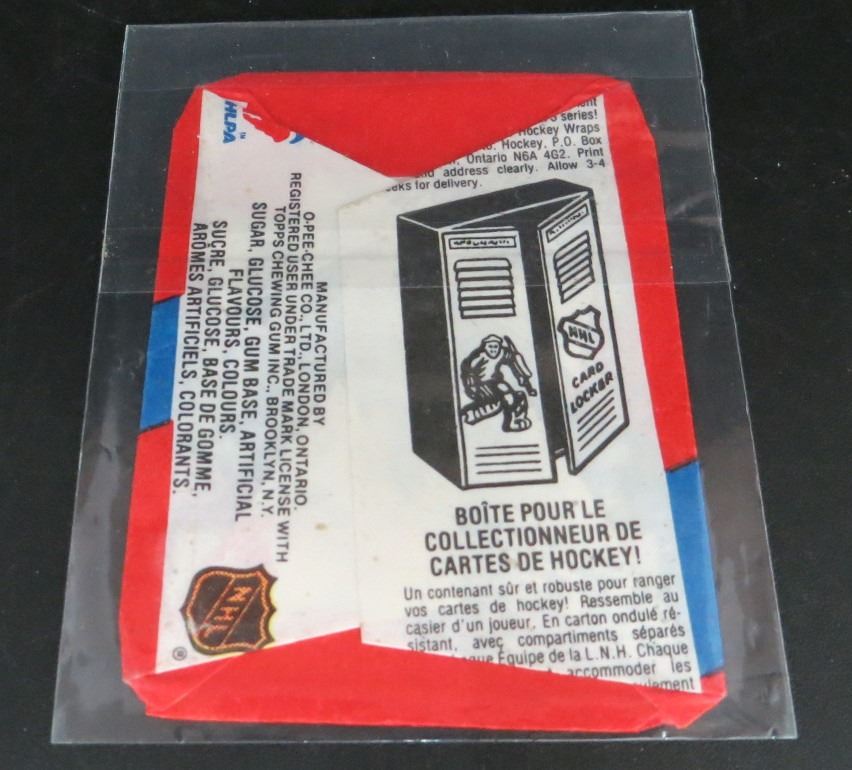 NHLPA
TM
MANUFACTURED BY
O-PEE-CHEE CO., LTD., LONDON, ONTARIO.
REGISTERED USER UNDER TRADE MARK LICENSE WITH
TOPPS CHEWING GUM INC., BROOKLYN, N.Y.
SUGAR, GLUCOSE, GUM BASE, ARTIFICIAL
FLAVOURS, COLOURS.
SUCRE, GLUCOSE, BASE DE GOMME,
ARÔMES ARTIFICIELS, COLORANTS.
NHL
®
series!
Hockey Wraps
Hockey, P.O. Box
Ontario N6A 4G2. Print
address clearly. Allow 3-4
for delivery.
NHL
CARD
LOCKER
BOÎTE POUR LE
COLLECTIONNEUR DE
CARTES DE HOCKEY!
Un contenant sûr et robuste pour ranger
vos cartes de hockey! Ressemble au
casier d'un joueur. En carton ondulé ré-
sistant, avec compartiments séparés
Équipe de la L.N.H. Chaque
accommoder les